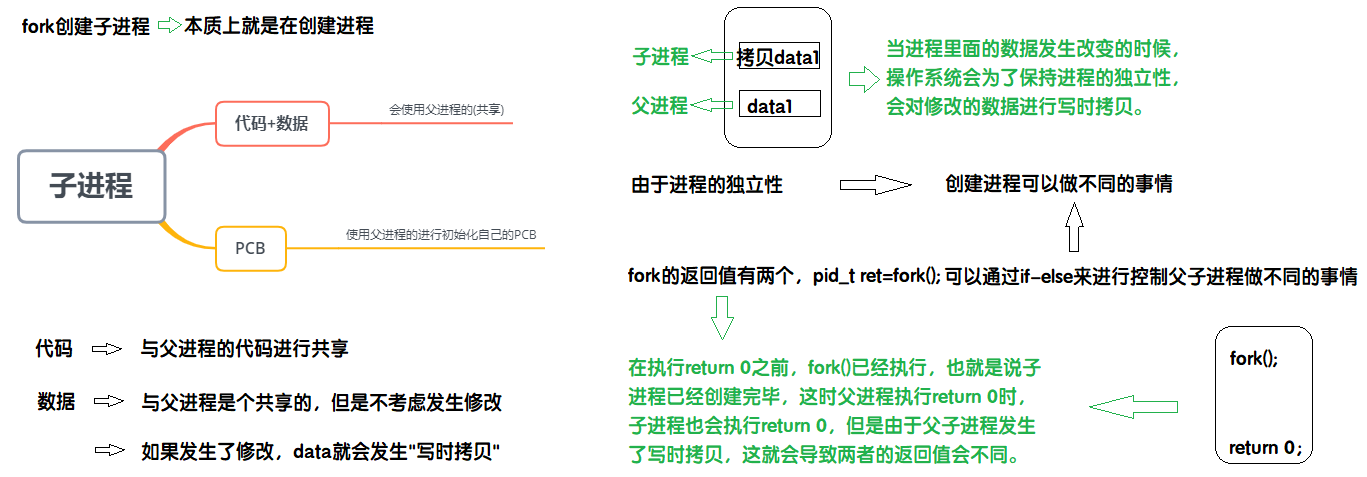 fork创建子进程 本质上就是在创建进程
代码+数据
会使用父进程的(共享)
子进程
PCB
使用父进程的进行初始化自己的PCB
代码 与父进程的代码进行共享
数据 与父进程是个共享的，但是不考虑发生修改
如果发生了修改，data就会发生"写时拷贝"
子进程 拷贝data1
父进程 data1
当进程里面的数据发生改变的时候，
操作系统会为了保持进程的独立性，
会对修改的数据进行写时拷贝。
由于进程的独立性 创建进程可以做不同的事情
fork的返回值有两个，pid_t ret=fork(); 可以通过if-else来进行控制父子进程做不同的事情
在执行return 0之前，fork()已经执行，也就是说子
进程已经创建完毕，这时父进程执行return 0时，
子进程也会执行return 0，但是由于父子进程发生
了写时拷贝，这就会导致两者的返回值会不同。
fork();
return 0 ;